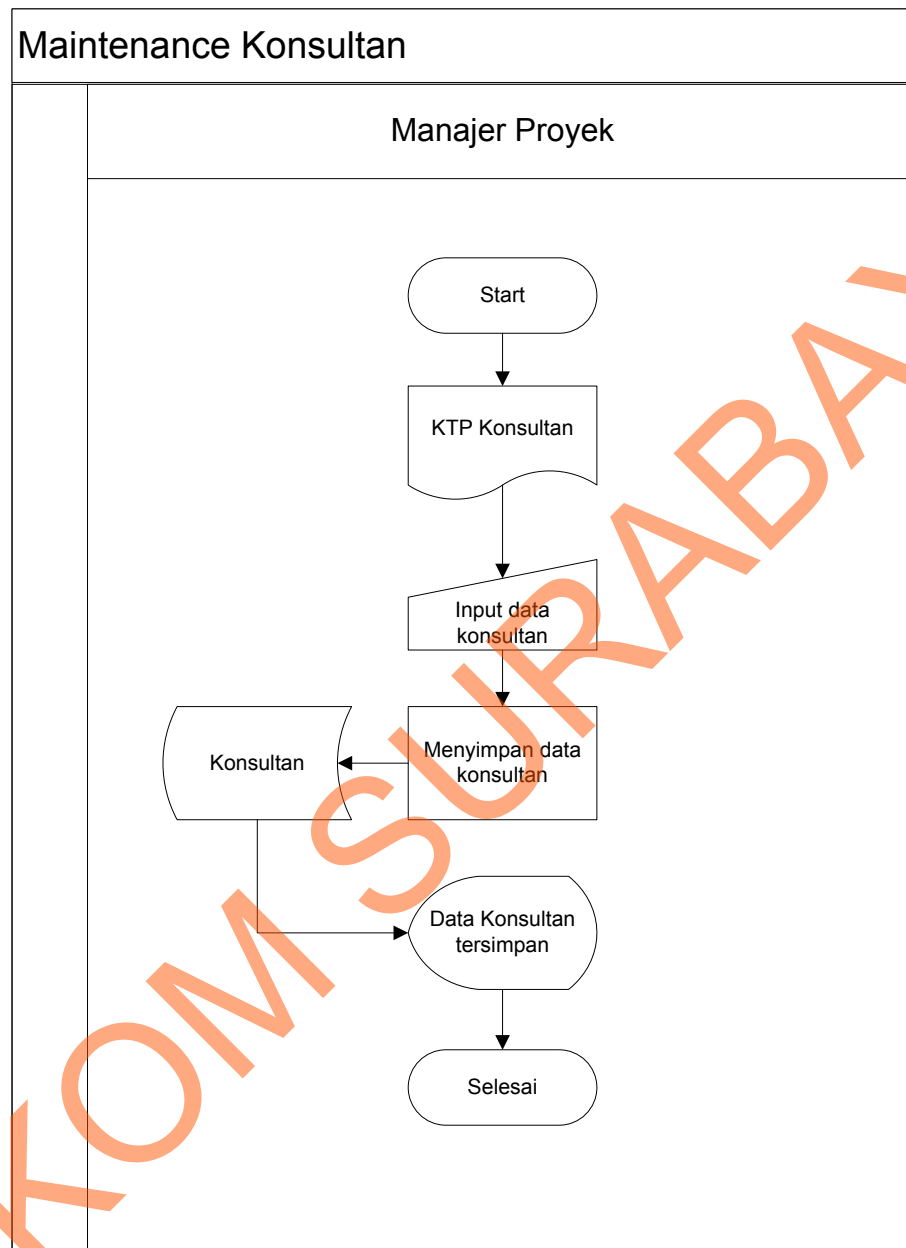 Maintenance Konsultan
Manajer Proyek
Start
KTP Konsultan
Input data
konsultan
Menyimpan data
konsultan
Konsultan
Data Konsultan
tersimpan
Selesai
KOM SURABAY